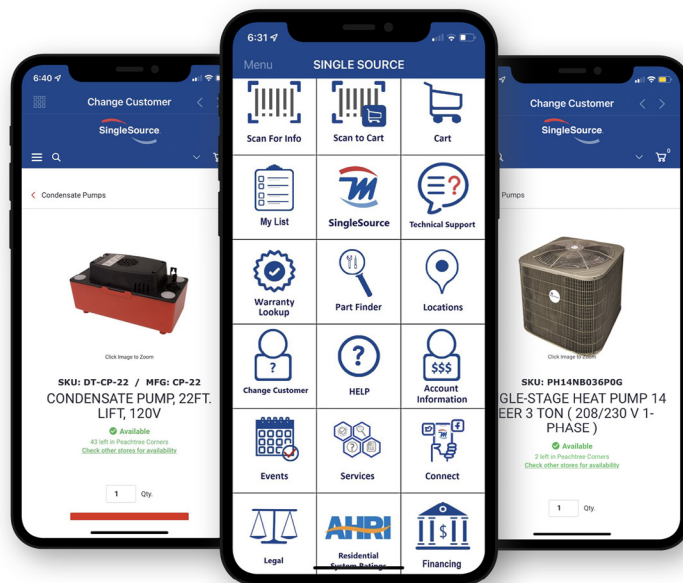 6:40
Change Customer
SingleSource
Condensate Pumps
Click Image to Zoom
SKU: DT-CP-22 / MFG: CP-22
CONDENSATE PUMP, 22FT.
LIFT, 120V
Available
43 left in Peachtree Corners
Check other stores for availability
1 Qty.
6:31
Menu SINGLE SOURCE
Scan For Info Scan to Cart Cart
My List SingleSource Technical Support
Warranty
Lookup
Part Finder Locations
Change Customer HELP Account
Information
$$$
Events Services Connect
Legal AHRI
Residential
System Ratings
Financing
Change Customer
SingleSource
0
Pumps
Click Image to Zoom
SKU: PH14NB036P0G
GLE-STAGE HEAT PUMP 14
EER 3 TON ( 208/230 V 1-
PHASE )
Available
2 left in Peachtree Corners
Check other stores for availability
1 Qty.